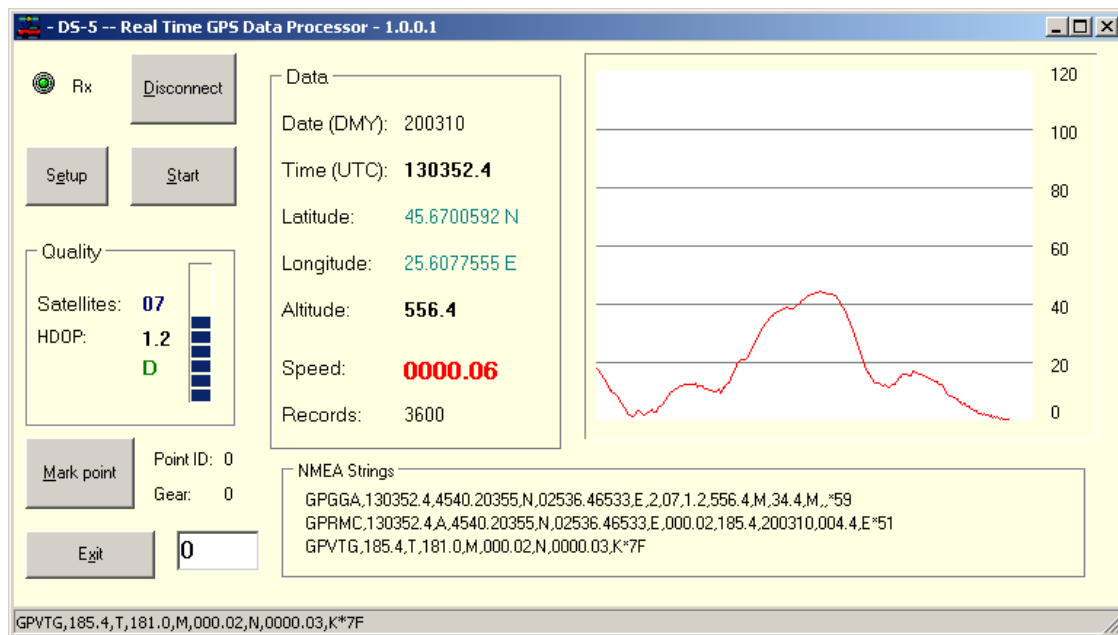 - DS-5 -- Real Time GPS Data Processor - 1.0.0.1
Rx
Disconnect
Setup
Start
Quality
Satellites: 07
HDOP: 1.2
D
Mark point
Point ID: 0
Gear: 0
Exit
0
Data
Date (DMY): 200310
Time (UTC): 130352.4
Latitude: 45.6700592 N
Longitude: 25.6077555 E
Altitude: 556.4
Speed: 0000.06
Records: 3600
120
100
80
60
40
20
0
NMEA Strings
GPGGA,130352.4,4540.20355,N,02536.46533,E,2,07,1.2,556.4,M,34.4,M,,*59
GPRMC,130352.4,A,4540.20355,N,02536.46533,E,000.02,185.4,200310,004.4,E*51
GPVTG,185.4,T,181.0,M,000.02,N,0000.03,K*7F
GPVTG,185.4,T,181.0,M,000.02,N,0000.03,K*7F